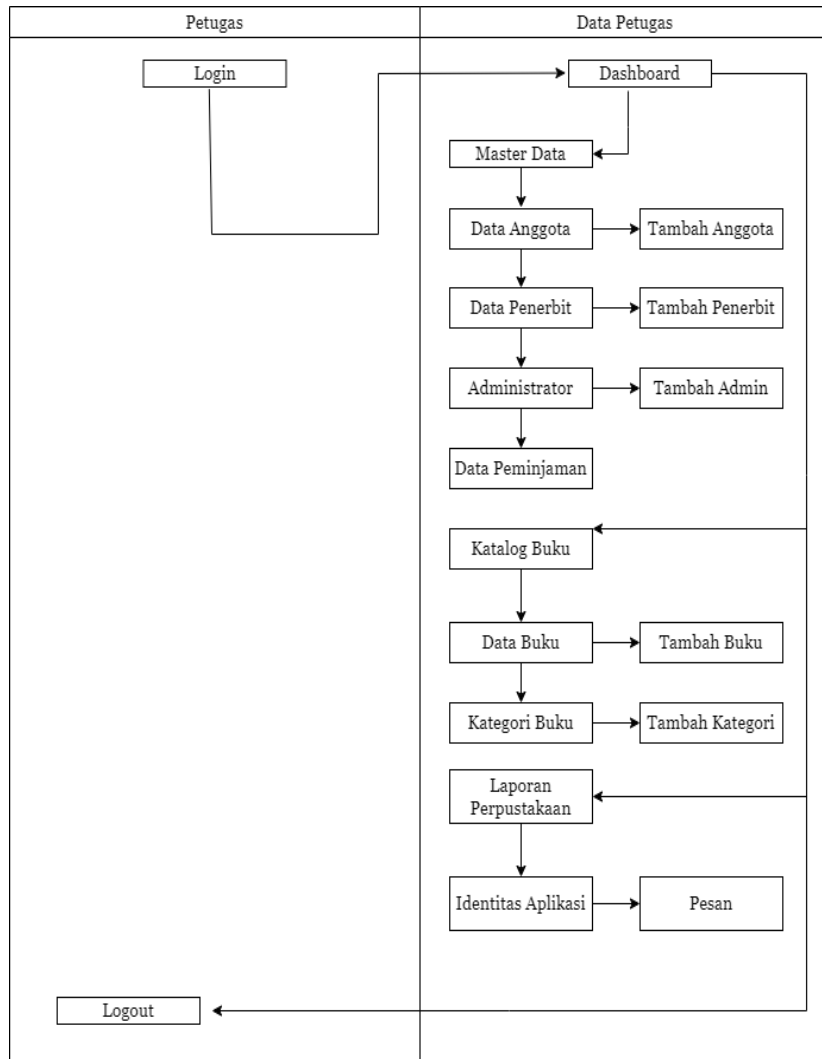 Petugas
Data Petugas
Login
Dashboard
Master Data
Data Anggota
Tambah Anggota
Data Penerbit
Tambah Penerbit
Administrator
Tambah Admin
Data Peminjaman
Katalog Buku
Data Buku
Tambah Buku
Kategori Buku
Tambah Kategori
Laporan
Perpustakaan
Identitas Aplikasi
Pesan
Logout